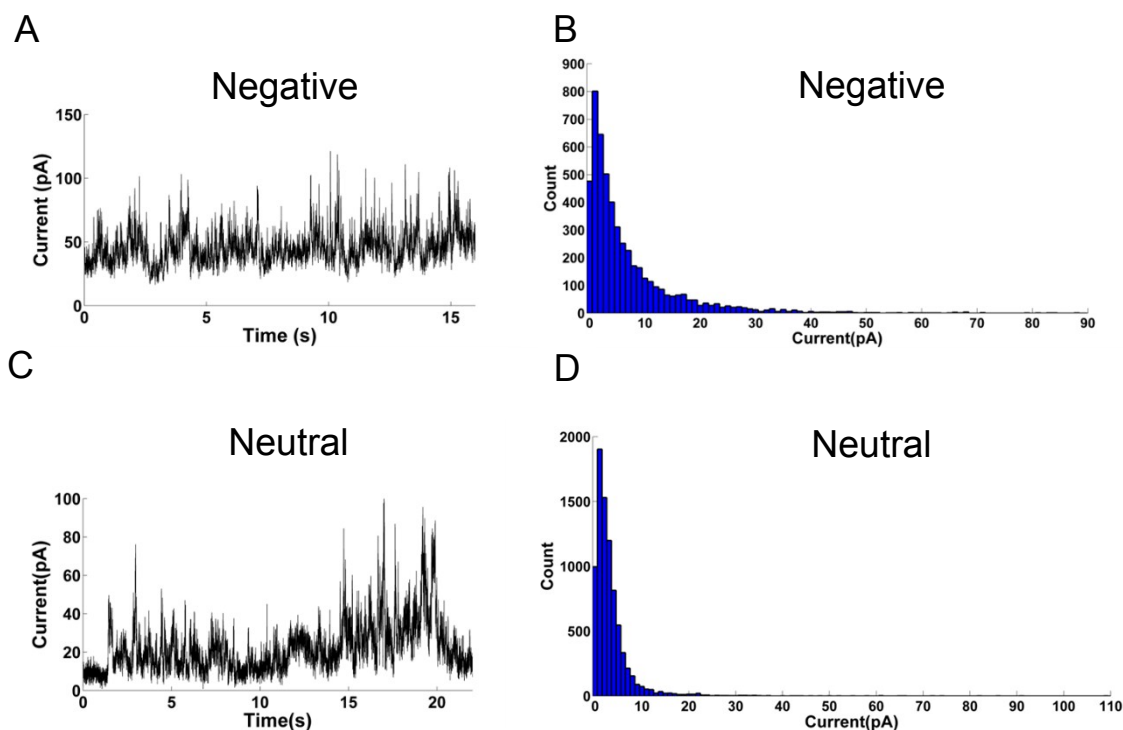 A
Negative
Current (pA)
150
100
50
0
0 5 10 15
Time (s)
B
Negative
Count
900
800
700
600
500
400
300
200
100
0
0 10 20 30 40 50 60 70 80 90
Current(pA)
C
Neutral
Current(pA)
100
80
60
40
20
0
0 5 10 15 20
Time(s)
D
Neutral
Count
2000
1500
1000
500
0
0 10 20 30 40 50 60 70 80 90 100 110
Current(pA)